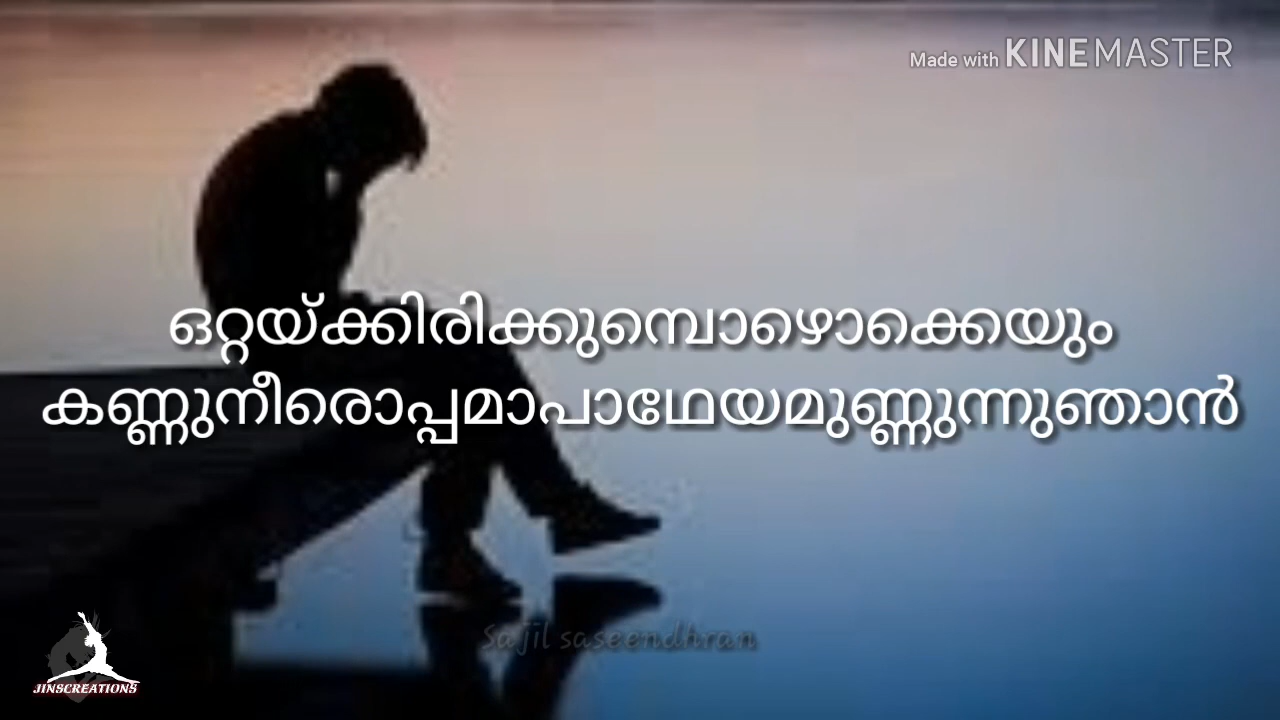 Made with KINEMASTER
ഒറ്റയ്ക്കിരിക്കുമ്പൊഴൊക്കെയും
കണ്ണുനീരൊപ്പമാപാഥേയമുണ്ണുന്നുഞാൻ
Sajil saseendhran
JINSCREATIONS